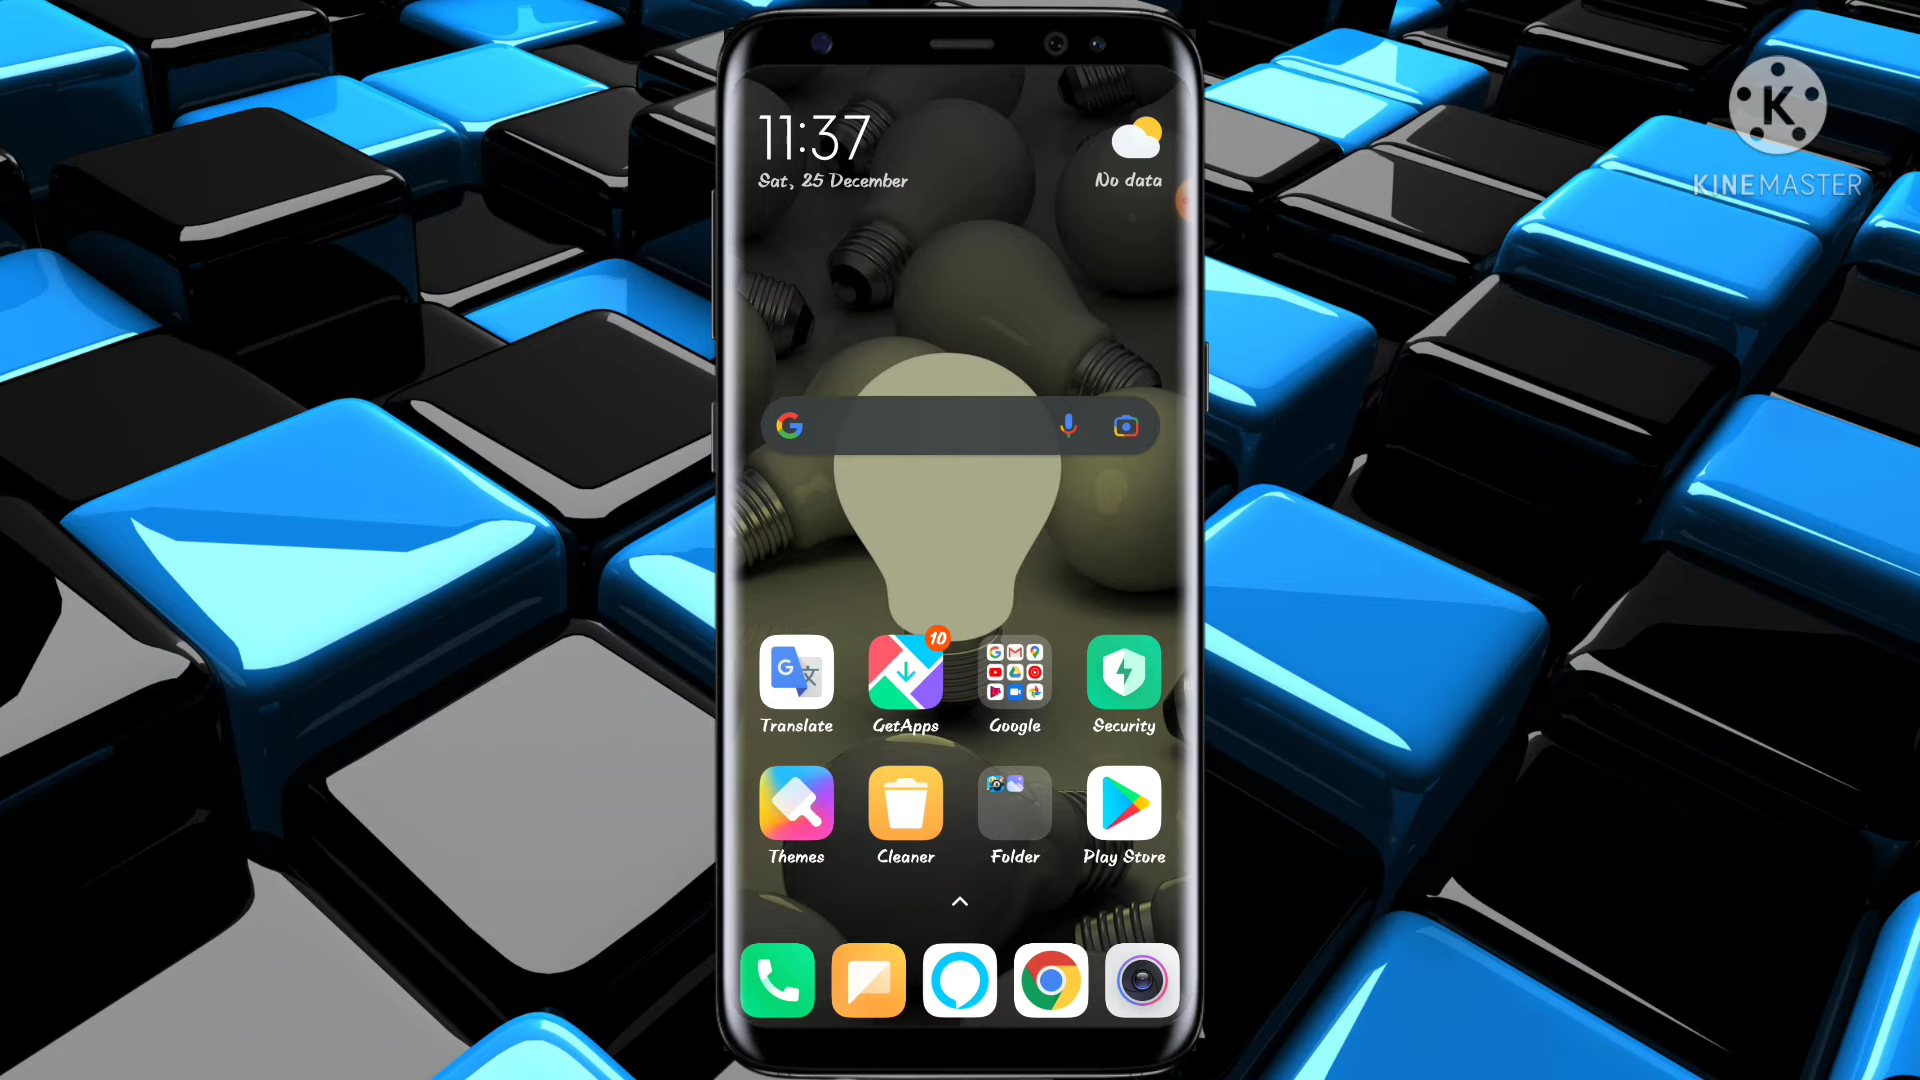 11:37
Sat, 25 December
No data
K
KINEMASTER
10
Translate
GetApps
Google
Security
Themes
Cleaner
Folder
Play Store